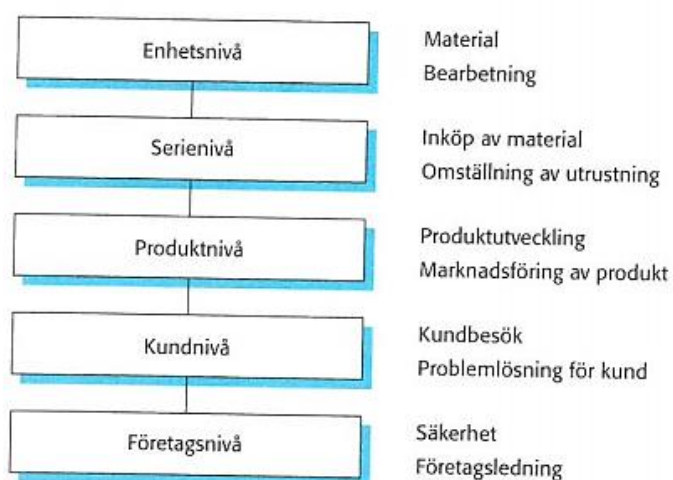 Enhetsnivå
Material
Bearbetning
Serienivå
Inköp av material
Omställning av utrustning
Produktnivå
Produktutveckling
Marknadsföring av produkt
Kundnivå
Kundbesök
Problemlösning för kund
Företagsnivå
Säkerhet
Företagsledning